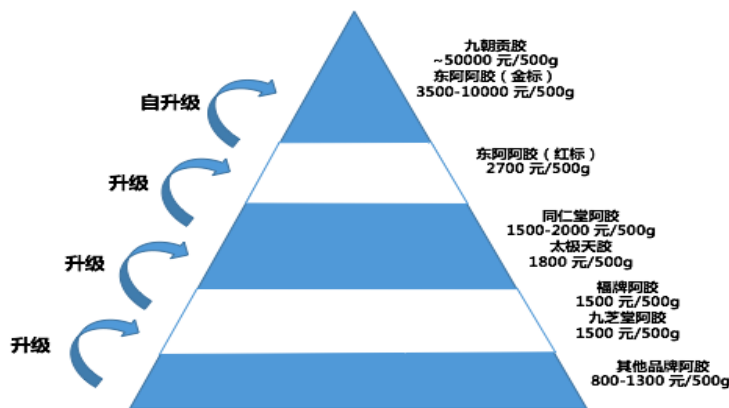 九朝贡胶
~50000 元/500g
东阿阿胶（金标）
3500-10000 元/500g
自升级
东阿阿胶（红标）
2700 元/500g
升级
同仁堂阿胶
1500-2000 元/500g
太极天胶
1800 元/500g
升级
福牌阿胶
1500 元/500g
九芝堂阿胶
1500 元/500g
升级
其他品牌阿胶
800-1300 元/500g